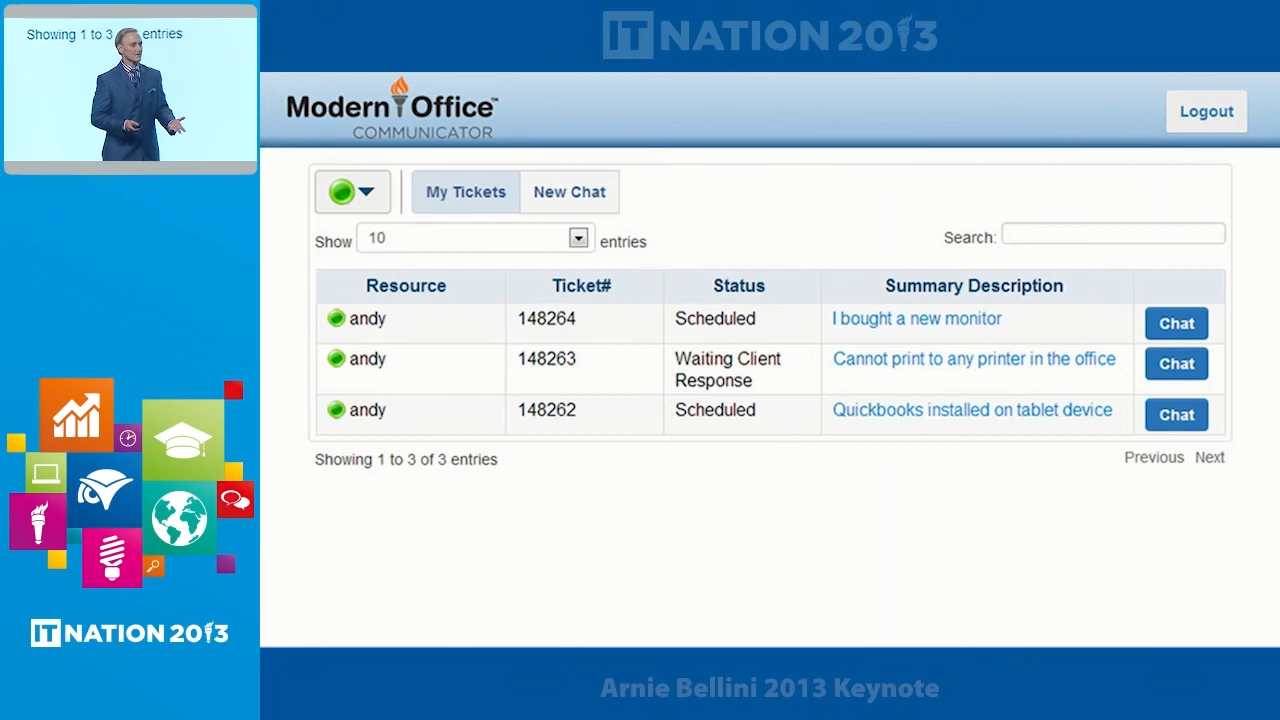 Showing 1 to 3 entries
IT NATION 2013
Modern Office™
COMMUNICATOR
Logout
My Tickets
New Chat
Show 10 entries
Search:
Resource Ticket# Status Summary Description
andy 148264 Scheduled I bought a new monitor Chat
andy 148263 Waiting Client Response Cannot print to any printer in the office Chat
andy 148262 Scheduled Quickbooks installed on tablet device Chat
Showing 1 to 3 of 3 entries
Previous Next
IT NATION 2013
Arnie Bellini 2013 Keynote